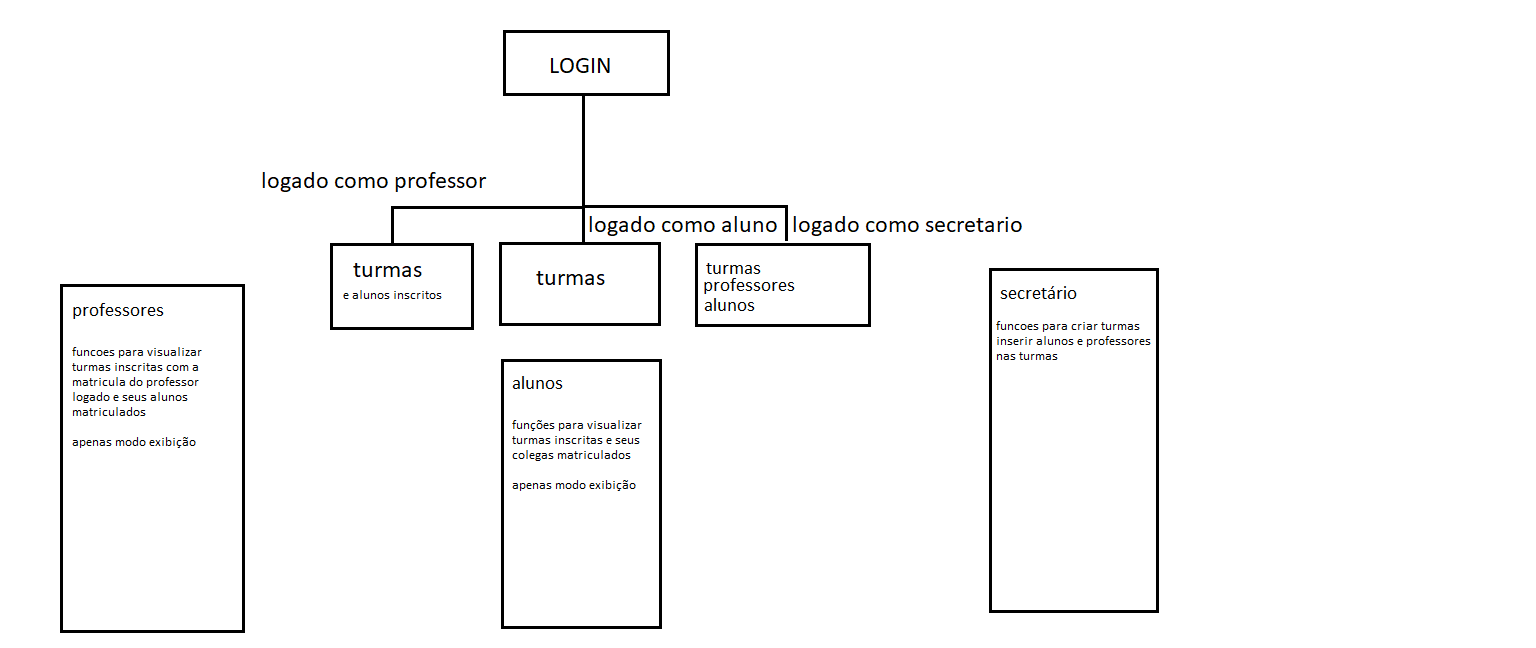 LOGIN
logado como professor
logado como aluno
logado como secretario
turmas
e alunos inscritos
turmas
turmas
professores
alunos
professores
funcoes para visualizar
turmas inscritas com a
matricula do professor
logado e seus alunos
matriculados
apenas modo exibição
alunos
funções para visualizar
turmas inscritas e seus
colegas matriculados
apenas modo exibição
secretário
funcoes para criar turmas
inserir alunos e professores
nas turmas